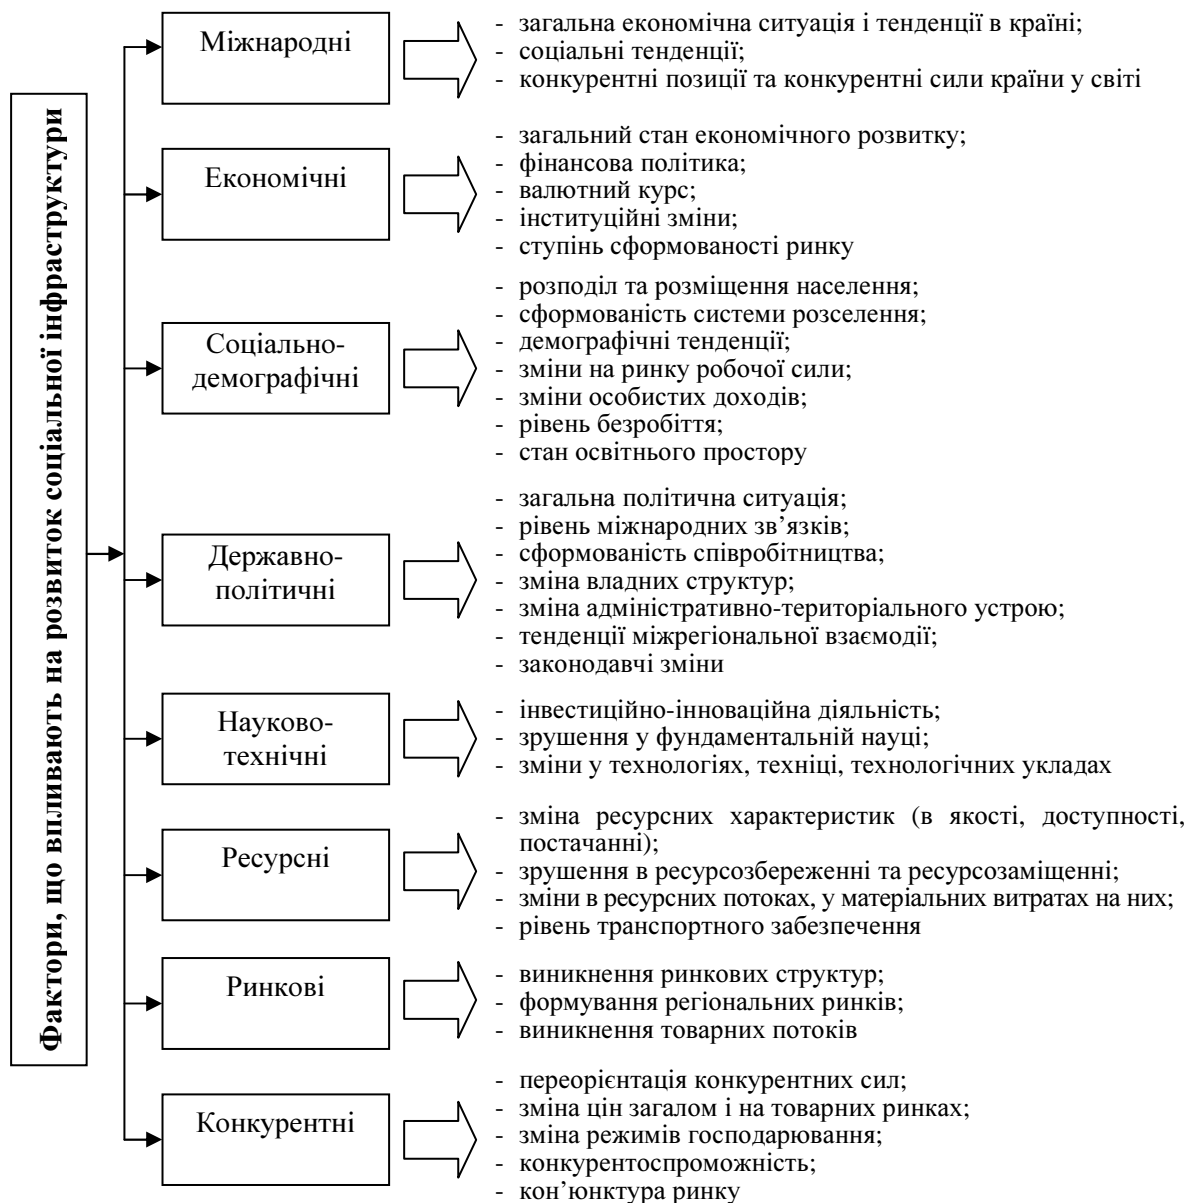 Фактори, що впливають на розвиток соціальної інфраструктури
Міжнародні
- загальна економічна ситуація і тенденції в країні;
- соціальні тенденції;
- конкурентні позиції та конкурентні сили країни у світі
Економічні
- загальний стан економічного розвитку;
- фінансова політика;
- валютний курс;
- інституційні зміни;
- ступінь сформованості ринку
Соціально-
демографічні
- розподіл та розміщення населення;
- сформованість системи розселення;
- демографічні тенденції;
- зміни на ринку робочої сили;
- зміни особистих доходів;
- рівень безробіття;
- стан освітнього простору
Державно-
політичні
- загальна політична ситуація;
- рівень міжнародних зв’язків;
- сформованість співробітництва;
- зміна владних структур;
- зміна адміністративно-територіального устрою;
- тенденції міжрегіональної взаємодії;
- законодавчі зміни
Науково-
технічні
- інвестиційно-інноваційна діяльність;
- зрушення у фундаментальній науці;
- зміни у технологіях, техніці, технологічних укладах
Ресурсні
- зміна ресурсних характеристик (в якості, доступності,
постачанні);
- зрушення в ресурсозбереженні та ресурсозаміщенні;
- зміни в ресурсних потоках, у матеріальних витратах на них;
- рівень транспортного забезпечення
Ринкові
- виникнення ринкових структур;
- формування регіональних ринків;
- виникнення товарних потоків
Конкурентні
- переорієнтація конкурентних сил;
- зміна цін загалом і на товарних ринках;
- зміна режимів господарювання;
- конкурентоспроможність;
- кон’юнктура ринку